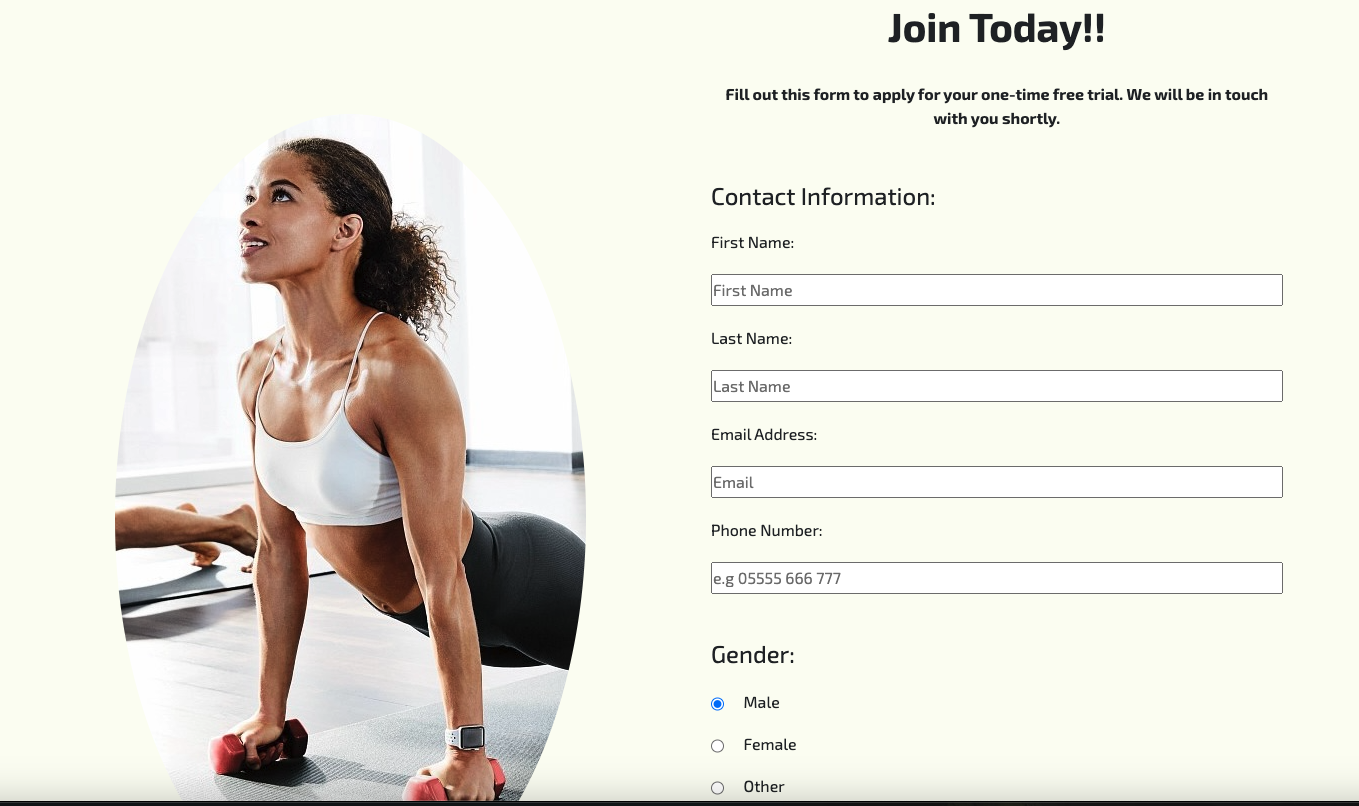 Join Today!!
Fill out this form to apply for your one-time free trial. We will be in touch
with you shortly.
Contact Information:
First Name:
First Name
Last Name:
Last Name
Email Address:
Email
Phone Number:
e.g 05555 666 777
Gender:
Male
Female
Other